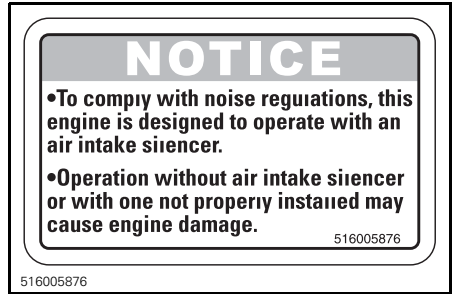 NOTICE
•To comply with noise regulations, this
engine is designed to operate with an
air intake silencer.
•Operation without air intake silencer
or with one not properly installed may
cause engine damage.
516005876
516005876